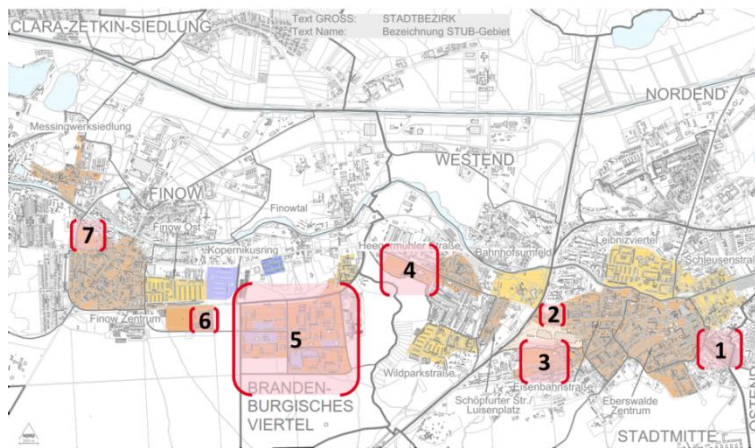 Text GROSS: STADTBEZIRK
Text Name: Bezeichnung STUB-Gebiet
CLARA-ZETKIN-SIEDLUNG
NORDEND
Messingwerksiedlung
WESTEND
FINOW
Finowtal
Finow Ost
7
Kopernikusring
Heegermühler Straße
Bahnhofsumfeld
Leibnizviertel
Schleusenstraße
4
Finow Zentrum
6
5
2
3
1
Wildparkstraße
Eisenbahnstraße
BRANDEN-
BURGISCHES
VIERTEL
Schöpfurter Str./
Luisenplatz
Eberswalde
Zentrum
STADTMITTE